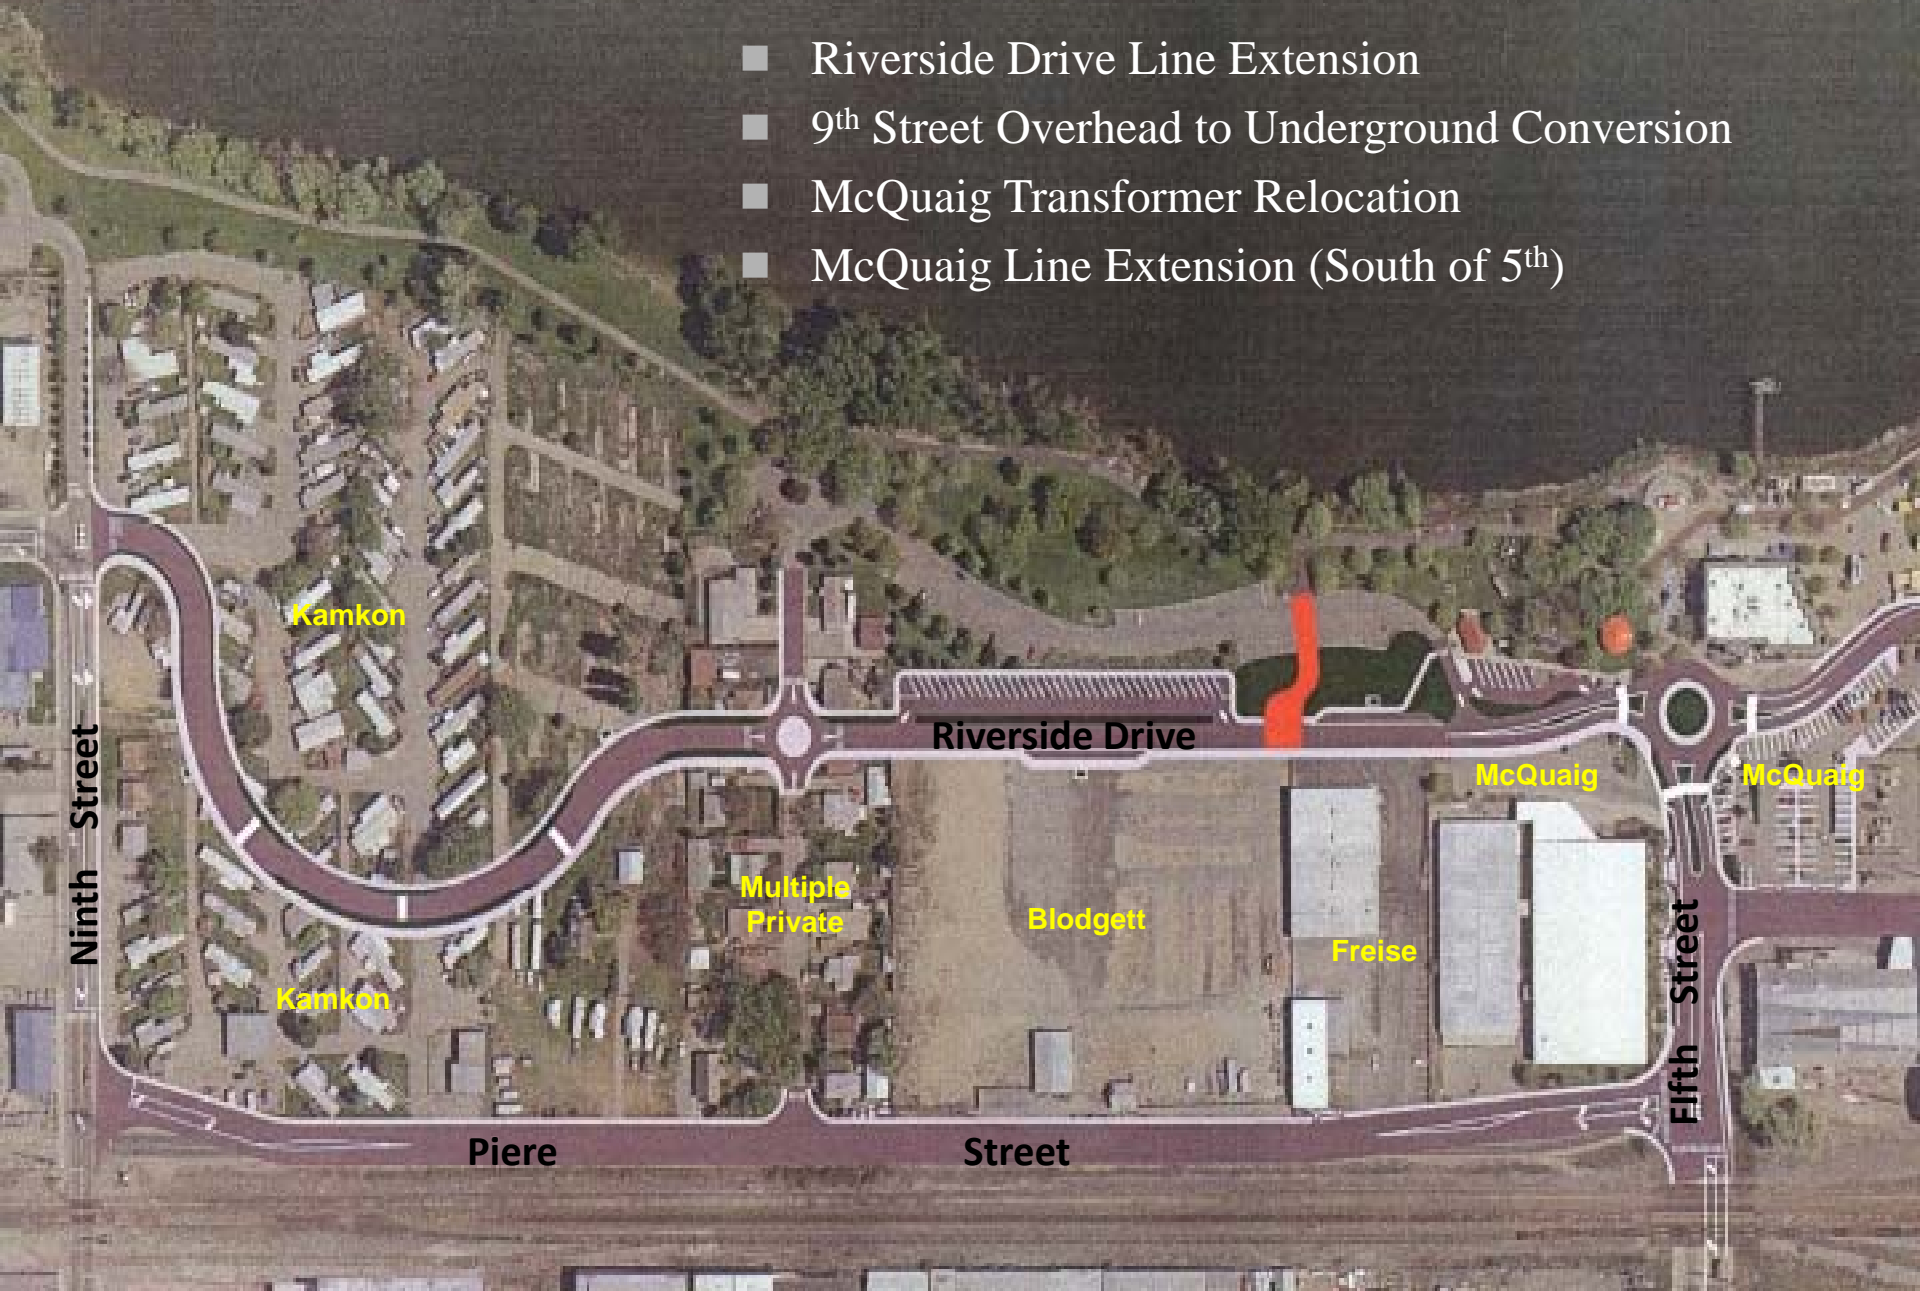 Riverside Drive Line Extension
9th Street Overhead to Underground Conversion
McQuaig Transformer Relocation
McQuaig Line Extension (South of 5th)
Kamkon
Riverside Drive
McQuaig
McQuaig
Ninth Street
Multiple
Private
Blodgett
Freise
Kamkon
FIfth Street
Piere Street